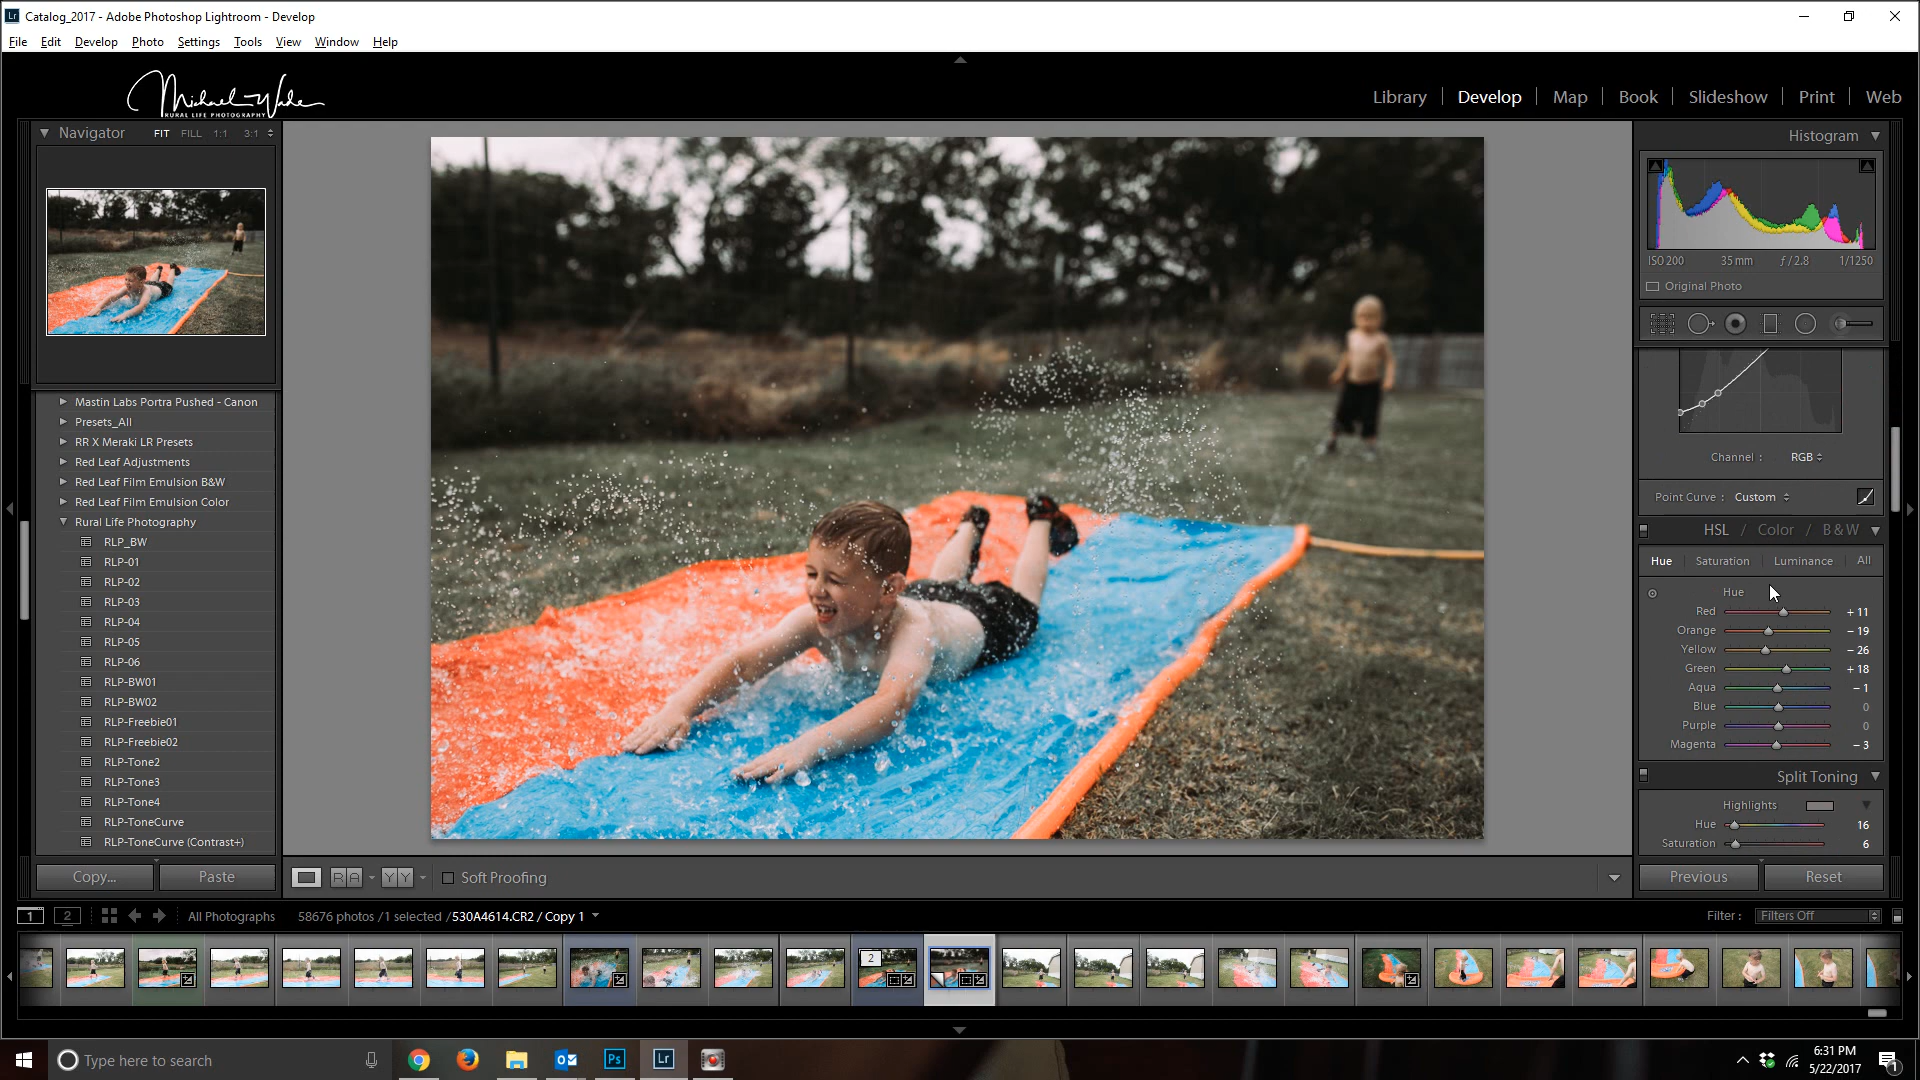 Lr Catalog_2017 - Adobe Photoshop Lightroom - Develop
File Edit Develop Photo Settings Tools View Window Help
Michael Wade
RURAL LIFE PHOTOGRAPHY
Library Develop Map Book Slideshow Print Web
Navigator FIT FILL 1:1 3:1
Histogram
ISO 200 35 mm ƒ / 2.8 1/1250
Original Photo
Mastin Labs Portra Pushed - Canon
Presets_All
RR X Meraki LR Presets
Red Leaf Adjustments
Red Leaf Film Emulsion B&W
Red Leaf Film Emulsion Color
Rural Life Photography
RLP_BW
RLP-01
RLP-02
RLP-03
RLP-04
RLP-05
RLP-06
RLP-BW01
RLP-BW02
RLP-Freebie01
RLP-Freebie02
RLP-Tone2
RLP-Tone3
RLP-Tone4
RLP-ToneCurve
RLP-ToneCurve (Contrast+)
Copy... Paste
Channel : RGB
Point Curve : Custom
HSL / Color / B & W
Hue Saturation Luminance All
Hue
Red + 11
Orange − 19
Yellow − 26
Green + 18
Aqua − 1
Blue 0
Purple 0
Magenta − 3
Split Toning
Highlights
Hue 16
Saturation 6
Previous Reset
R A Y Y Soft Proofing
1 2 All Photographs 58676 photos / 1 selected / 530A4614.CR2 / Copy 1 Filter : Filters Off
2
Type here to search
Ps Lr
6:31 PM
5/22/2017
1